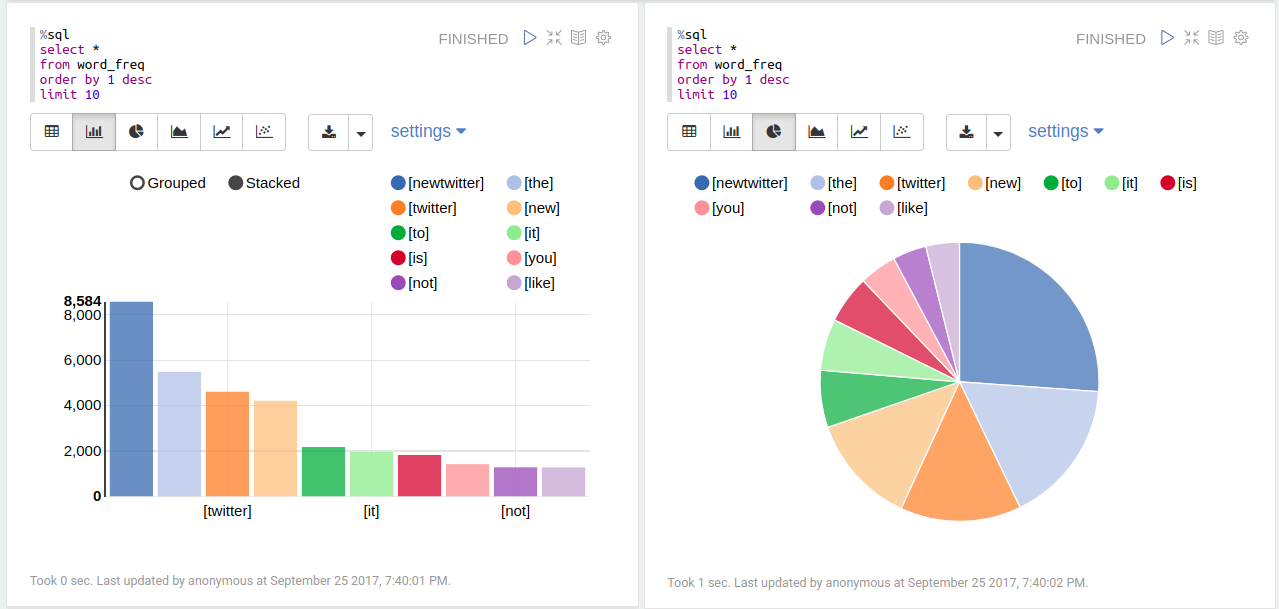 %sql
select *
from word_freq
order by 1 desc
limit 10
FINISHED
settings
Grouped Stacked
[newtwitter] [the]
[twitter] [new]
[to] [it]
[is] [you]
[not] [like]
8,584
8,000
6,000
4,000
2,000
0
[twitter] [it] [not]
Took 0 sec. Last updated by anonymous at September 25 2017, 7:40:01 PM.
%sql
select *
from word_freq
order by 1 desc
limit 10
FINISHED
settings
[newtwitter] [the] [twitter] [new] [to] [it] [is]
[you] [not] [like]
Took 1 sec. Last updated by anonymous at September 25 2017, 7:40:02 PM.